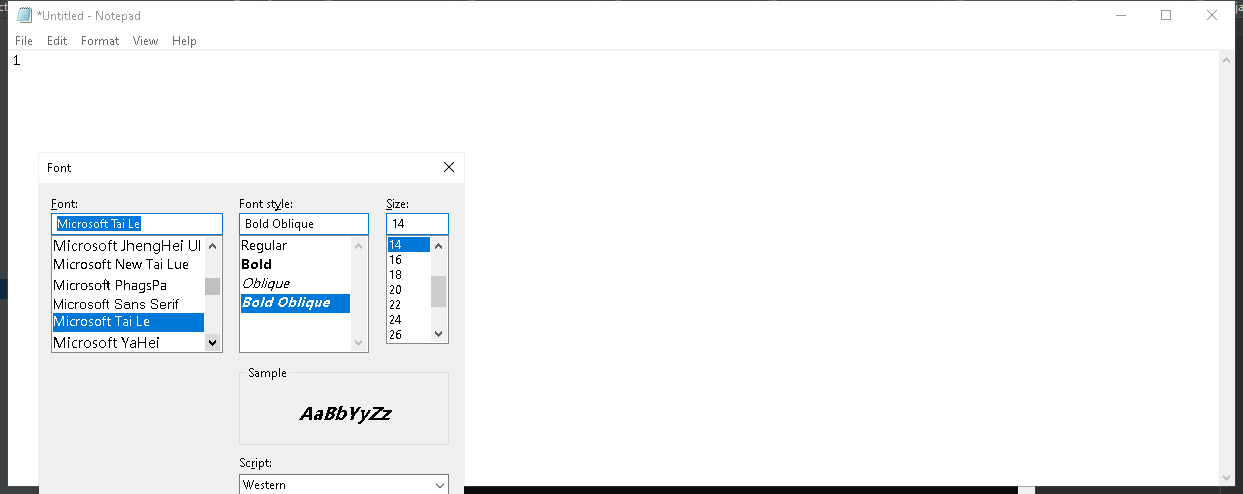 *Untitled - Notepad
File Edit Format View Help
1
Font
Font: Font style: Size:
Microsoft Tai Le Bold Oblique 14
Microsoft JhengHei UI Regular 14
Microsoft New Tai Lue Bold 16
Microsoft PhagsPa Oblique 18
Microsoft Sans Serif Bold Oblique 20
Microsoft Tai Le 22
Microsoft YaHei 24
26
Sample
AaBbYyZz
Script:
Western